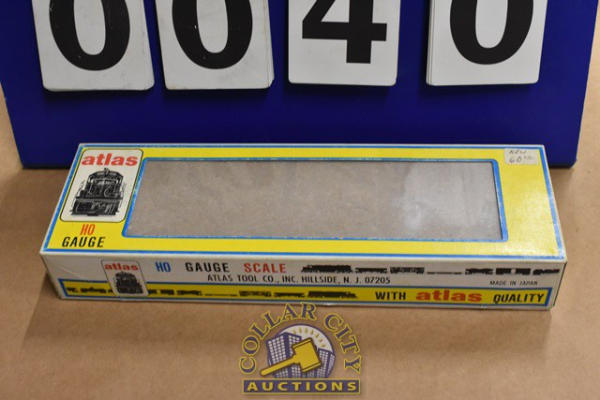 0040
atlas
HO
GAUGE
NEW
atlas
HO GAUGE SCALE
ATLAS TOOL CO., INC. HILLSIDE, N. J. 07205
MADE IN JAPAN
WITH atlas QUALITY
COLLAR CITY
AUCTIONS